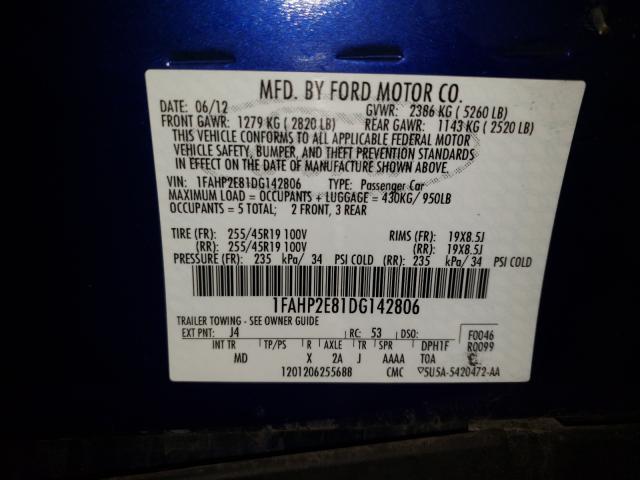 MFD. BY FORD MOTOR CO.
DATE: 06/12 GVWR: 2386 KG ( 5260 LB)
FRONT GAWR: 1279 KG ( 2820 LB) REAR GAWR: 1143 KG ( 2520 LB)
THIS VEHICLE CONFORMS TO ALL APPLICABLE FEDERAL MOTOR
VEHICLE SAFETY, BUMPER, AND THEFT PREVENTION STANDARDS
IN EFFECT ON THE DATE OF MANUFACTURE SHOWN ABOVE.
VIN: 1FAHP2E81DG142806 TYPE: Passenger Car
MAXIMUM LOAD = OCCUPANTS + LUGGAGE = 430KG/ 950LB
OCCUPANTS = 5 TOTAL; 2 FRONT, 3 REAR
TIRE (FR): 255/45R19 100V RIMS (FR): 19X8.5J
(RR): 255/45R19 100V (RR): 19X8.5J
PRESSURE (FR): 235 kPa/ 34 PSI COLD (RR): 235 kPa/ 34 PSI COLD
1FAHP2E81DG142806
TRAILER TOWING - SEE OWNER GUIDE
EXT PNT: J4 RC: 53 DSO: F0046
INT TR TP/PS R AXLE TR SPR DPH1F R0099
MD X 2A J AAAA T0A
1201206255688 CMC ▽5U5A-5420472-AA